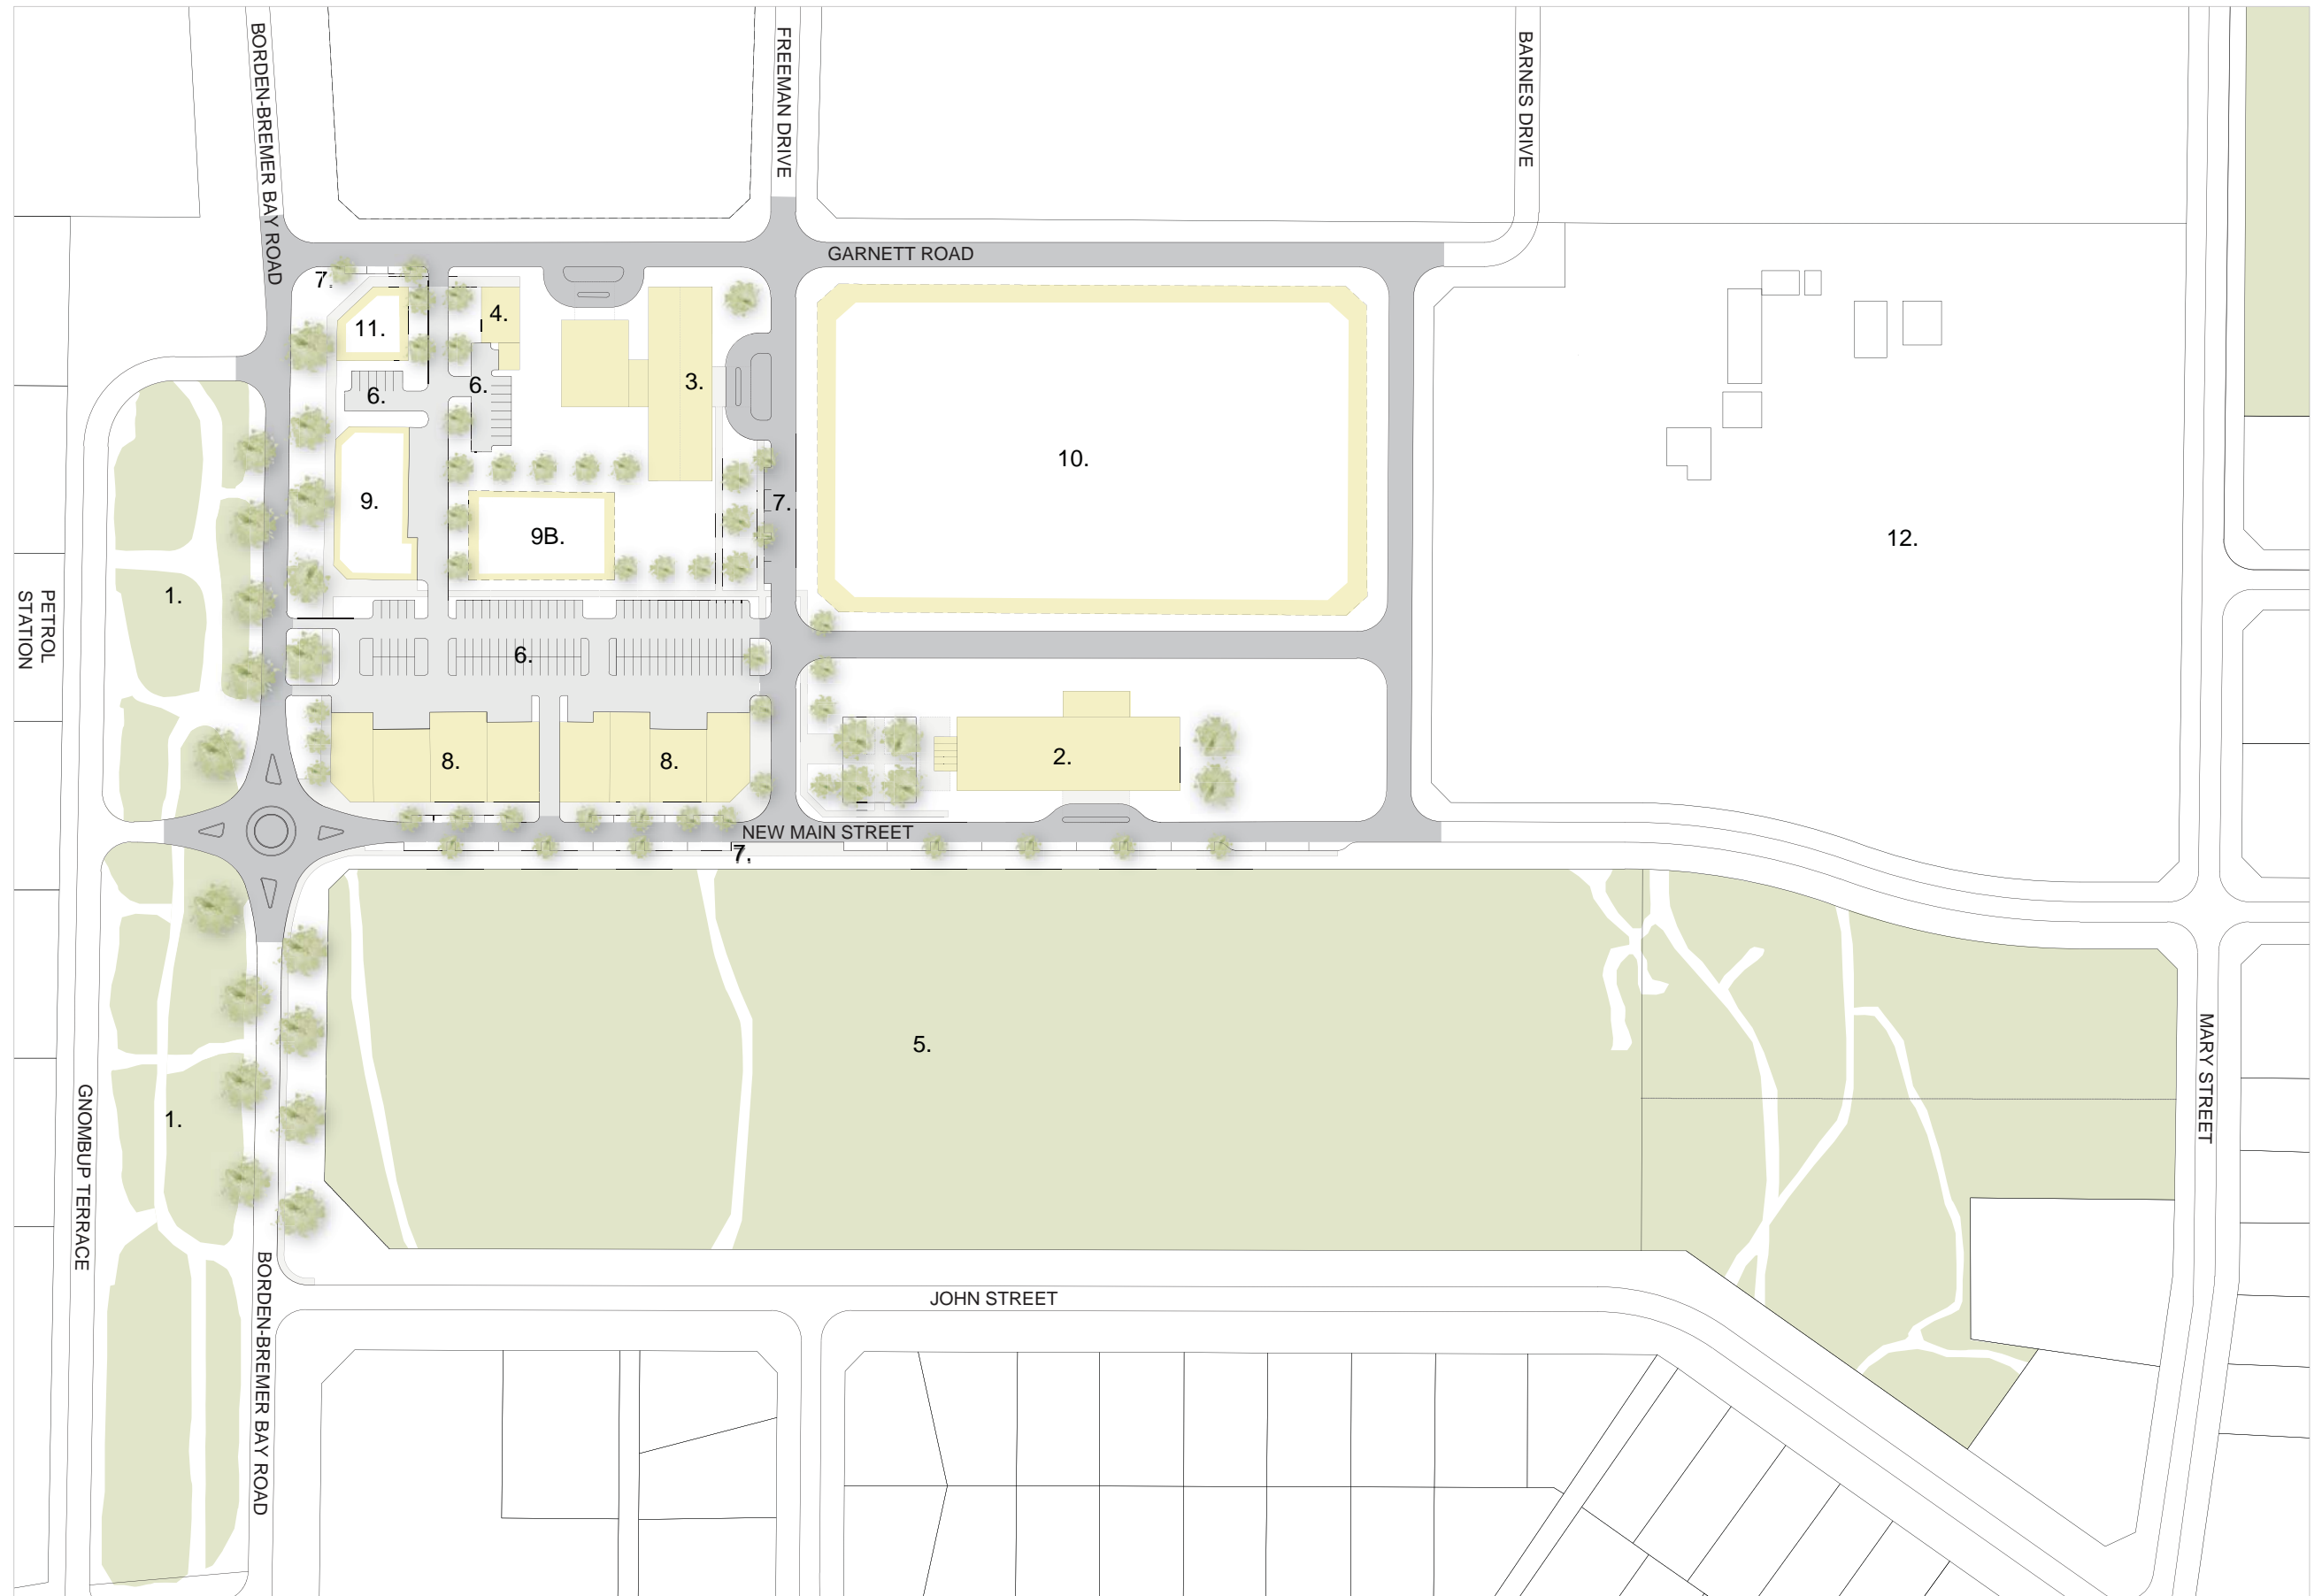 BORDEN-BREMER BAY ROAD
FREEMAN DRIVE
BARNES DRIVE
GARNETT ROAD
7.
4.
11.
3.
6.
6.
10.
9.
7.
9B.
12.
1.
PETROL
STATION
6.
2.
8.
8.
NEW MAIN STREET
7.
5.
MARY STREET
1.
GNOMBUP TERRACE
BORDEN-BREMER BAY ROAD
JOHN STREET